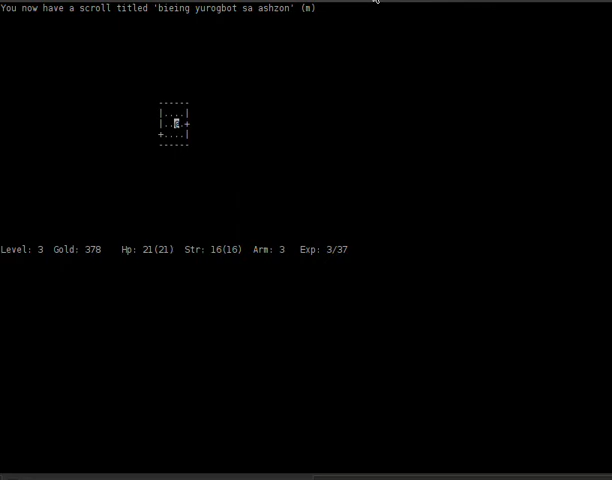 You now have a scroll titled 'bieing yurogbot sa ashzon' (m)
------
|....|
|..@.+
+....|
------
Level: 3  Gold: 378    Hp: 21(21)  Str: 16(16)  Arm: 3   Exp: 3/37